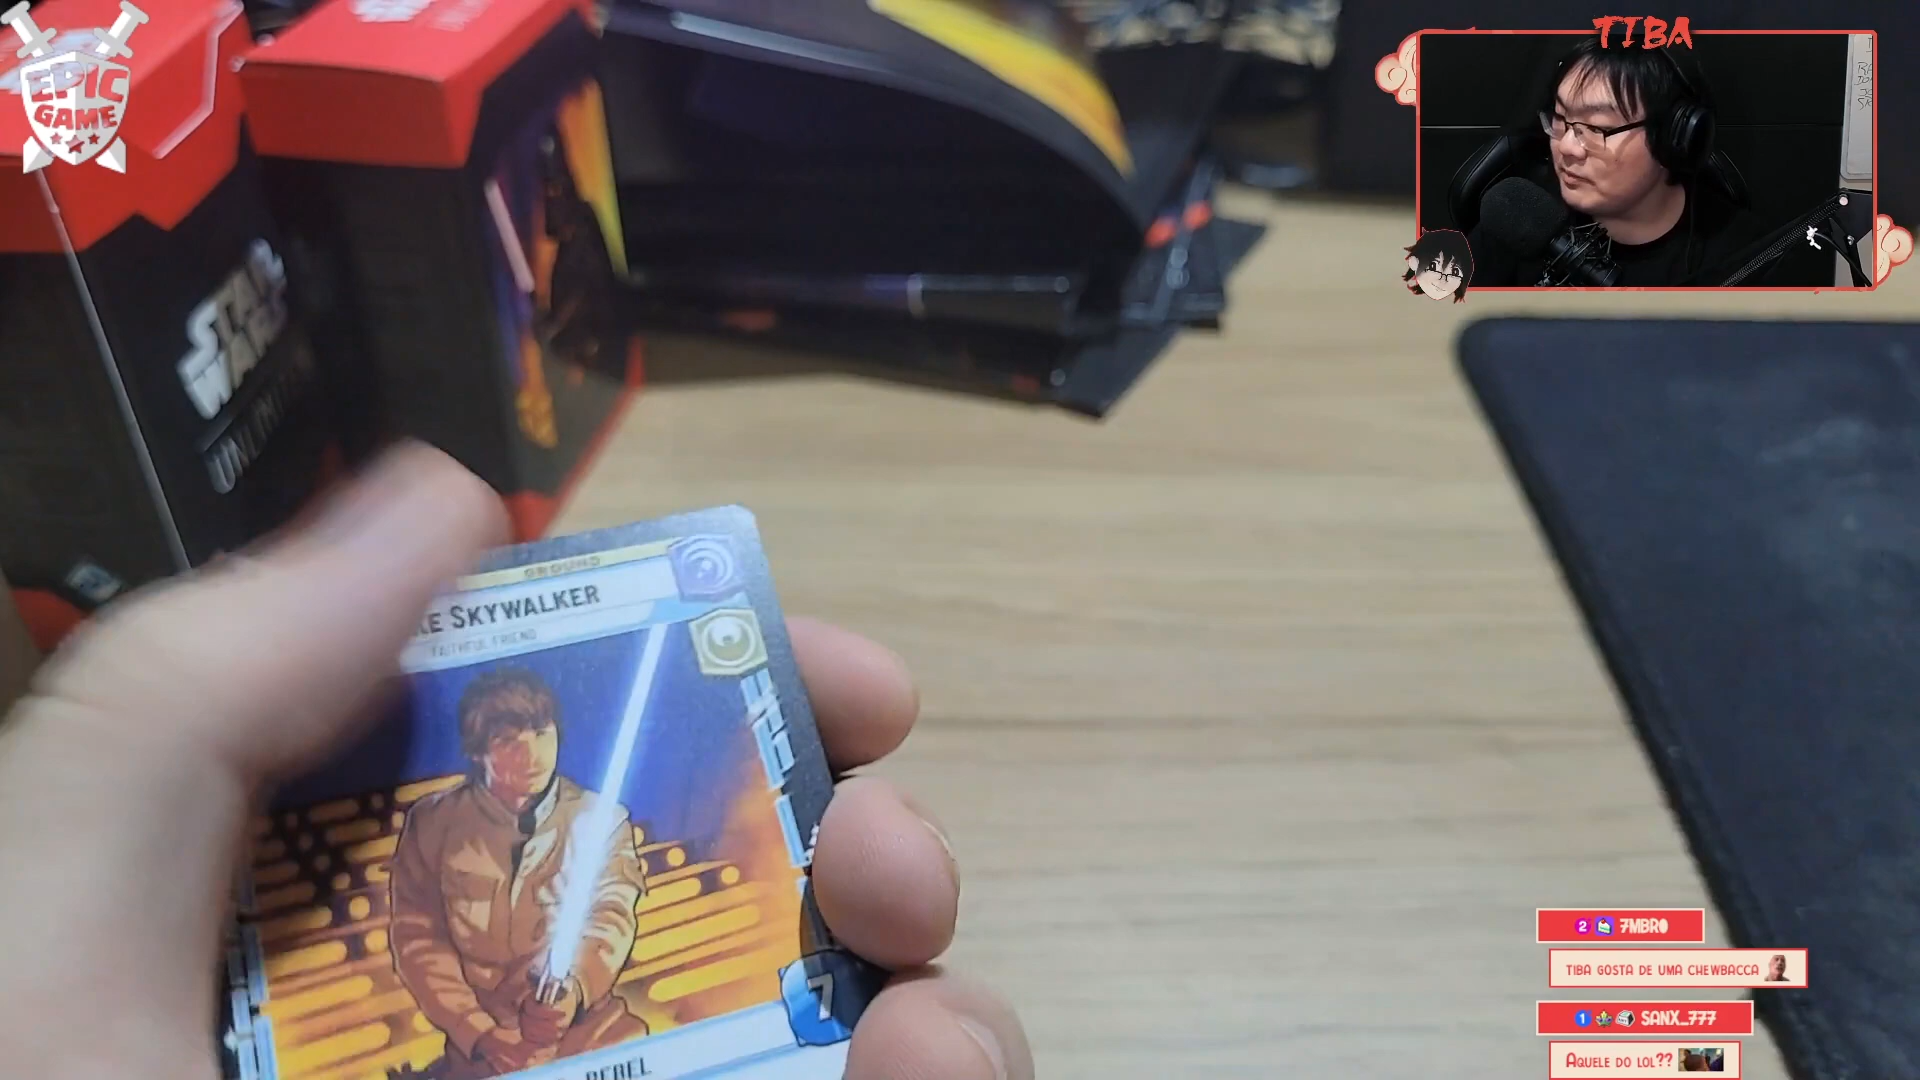 EPIC
GAME
TIBA
STAR
WARS
GROUND
SKYWALKER
FAITHFUL FRIEND
7
REBEL
2 7MBR0
TIBA GOSTA DE UMA CHEWBACCA
1 SANX_777
AQUELE DO LOL??